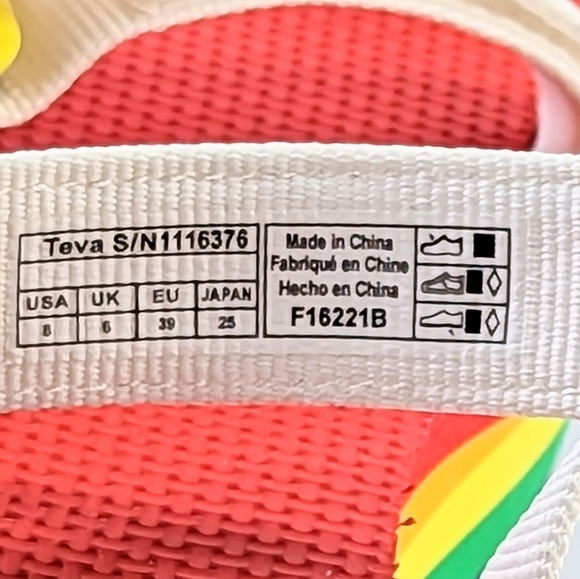 Teva S/N1116376
USA UK EU JAPAN
8 6 39 25
Made in China
Fabriqué en Chine
Hecho en China
F16221B